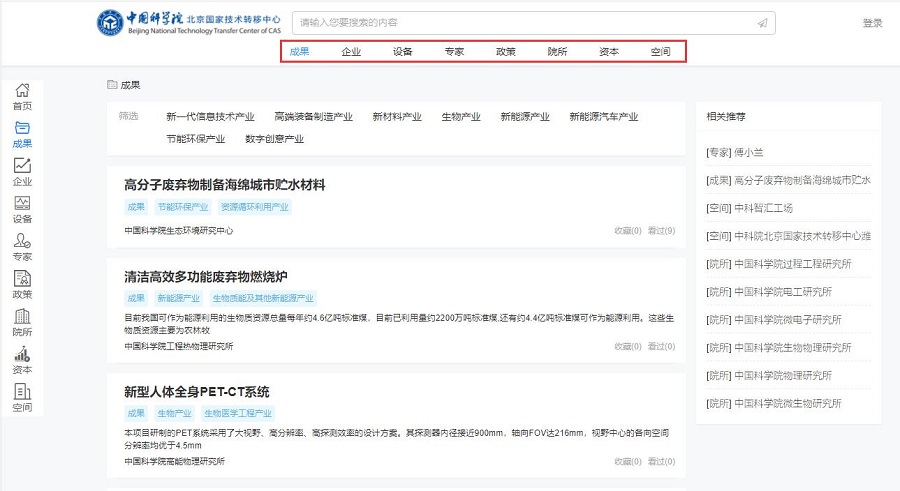 中国科学院 北京国家技术转移中心
Beijing National Technology Transfer Center of CAS
请输入您要搜索的内容
登录
成果 企业 设备 专家 政策 院所 资本 空间
首页
成果
企业
设备
专家
政策
院所
资本
空间
成果
筛选 新一代信息技术产业 高端装备制造产业 新材料产业 生物产业 新能源产业 新能源汽车产业
节能环保产业 数字创意产业
高分子废弃物制备海绵城市贮水材料
成果 节能环保产业 资源循环利用产业
中国科学院生态环境研究中心 收藏(0) 看过(9)
清洁高效多功能废弃物燃烧炉
成果 新能源产业 生物质能及其他新能源产业
目前我国可作为能源利用的生物质资源总量每年约4.6亿吨标准煤，目前已利用量约2200万吨标准煤,还有约4.4亿吨标准煤可作为能源利用。这些生
物质资源主要为农林牧
中国科学院工程热物理研究所 收藏(0) 看过(0)
新型人体全身PET-CT系统
成果 生物产业 生物医学工程产业
本项目研制的PET系统采用了大视野、高分辨率、高探测效率的设计方案。其探测器内径接近900mm，轴向FOV达216mm，视野中心的各向空间
分辨率均优于4.5mm
中国科学院高能物理研究所 收藏(0) 看过(0)
相关推荐
[专家] 傅小兰
[成果] 高分子废弃物制备海绵城市贮水
[空间] 中科智汇工场
[空间] 中科院北京国家技术转移中心潍
[院所] 中国科学院过程工程研究所
[院所] 中国科学院电工研究所
[院所] 中国科学院微电子研究所
[院所] 中国科学院生物物理研究所
[院所] 中国科学院物理研究所
[院所] 中国科学院微生物研究所